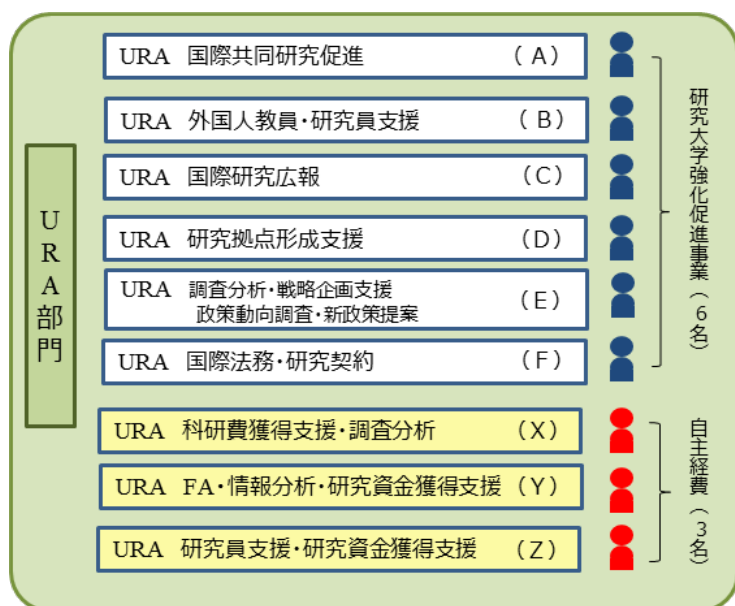 URA部門
URA 国際共同研究促進 (A)
URA 外国人教員・研究員支援 (B)
URA 国際研究広報 (C)
URA 研究拠点形成支援 (D)
URA 調査分析・戦略企画支援
政策動向調査・新政策提案 (E)
URA 国際法務・研究契約 (F)
URA 科研費獲得支援・調査分析 (X)
URA FA・情報分析・研究資金獲得支援 (Y)
URA 研究員支援・研究資金獲得支援 (Z)
研究大学強化促進事業(6名)
自主経費(3名)